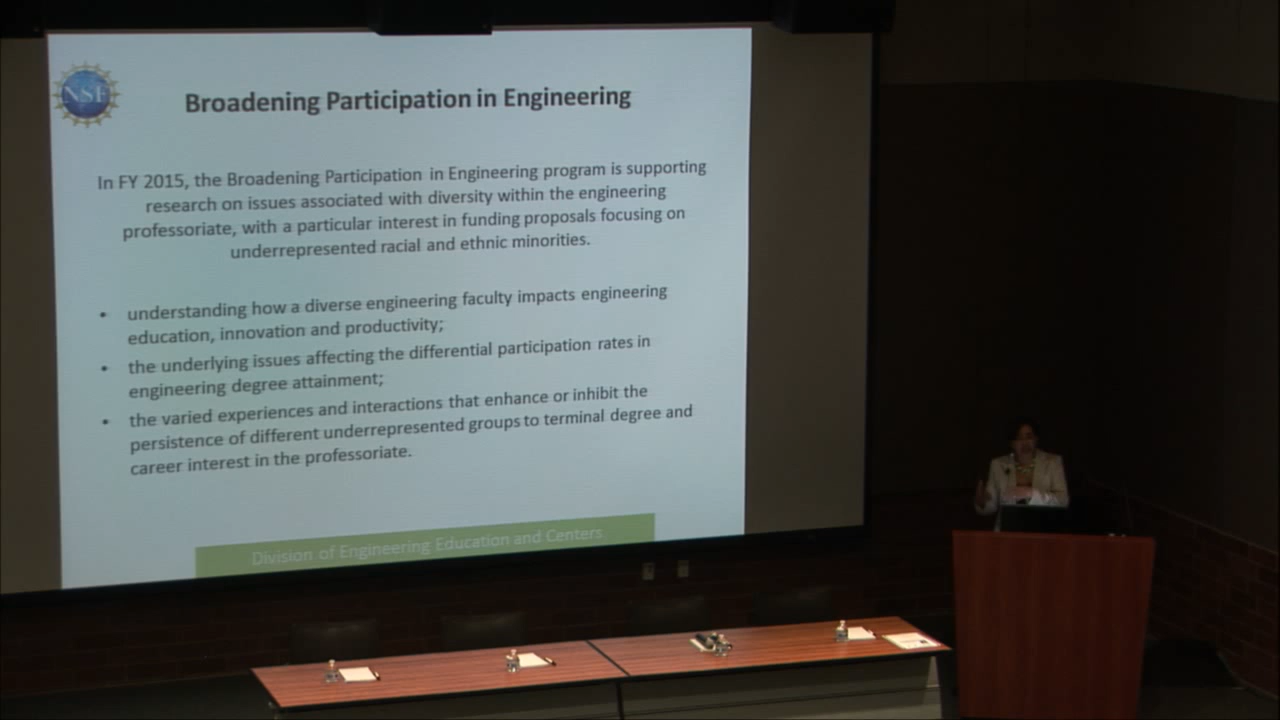 NSF
Broadening Participation in Engineering
In FY 2015, the Broadening Participation in Engineering program is supporting
research on issues associated with diversity within the engineering
professoriate, with a particular interest in funding proposals focusing on
underrepresented racial and ethnic minorities.
• understanding how a diverse engineering faculty impacts engineering
education, innovation and productivity;
• the underlying issues affecting the differential participation rates in
engineering degree attainment;
• the varied experiences and interactions that enhance or inhibit the
persistence of different underrepresented groups to terminal degree and
career interest in the professoriate.
Division of Engineering Education and Centers